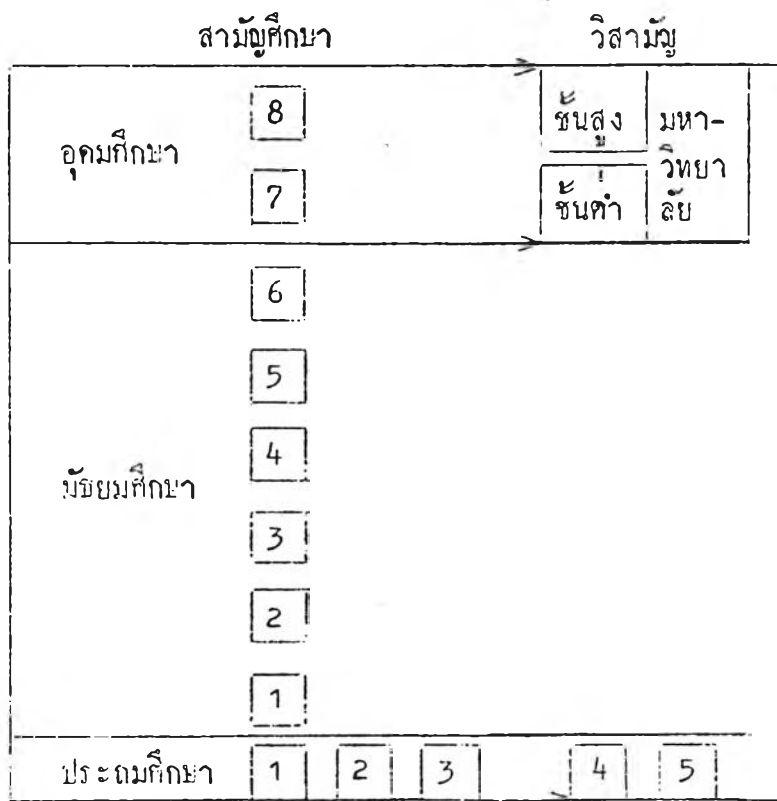 สามัญศึกษา วิสามัญ
8 ชั้นสูง มหา-
อุดมศึกษา วิทยา
7 ชั้นต่ำ ลัย
6
5
4
มัธยมศึกษา
3
2
1
ประถมศึกษา 1 2 3 4 5